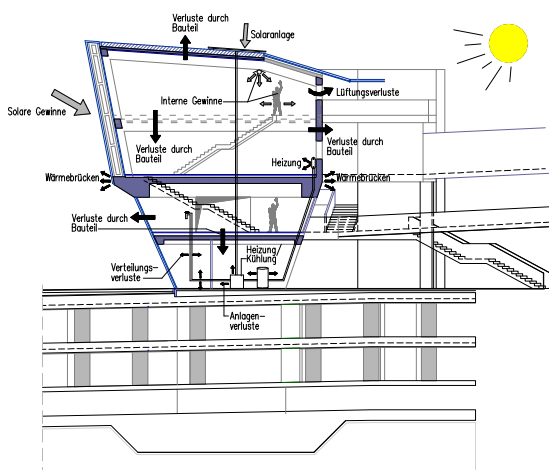 Verluste durch
Bauteil
Solaranlage
Interne Gewinne
Lüftungsverluste
Solare Gewinne
Verluste durch
Bauteil
Verluste durch
Bauteil
Heizung
Wärmebrücken
Wärmebrücken
Verluste durch
Bauteil
Heizung/
Kühlung
Verteilungs-
verluste
Anlagen-
verluste